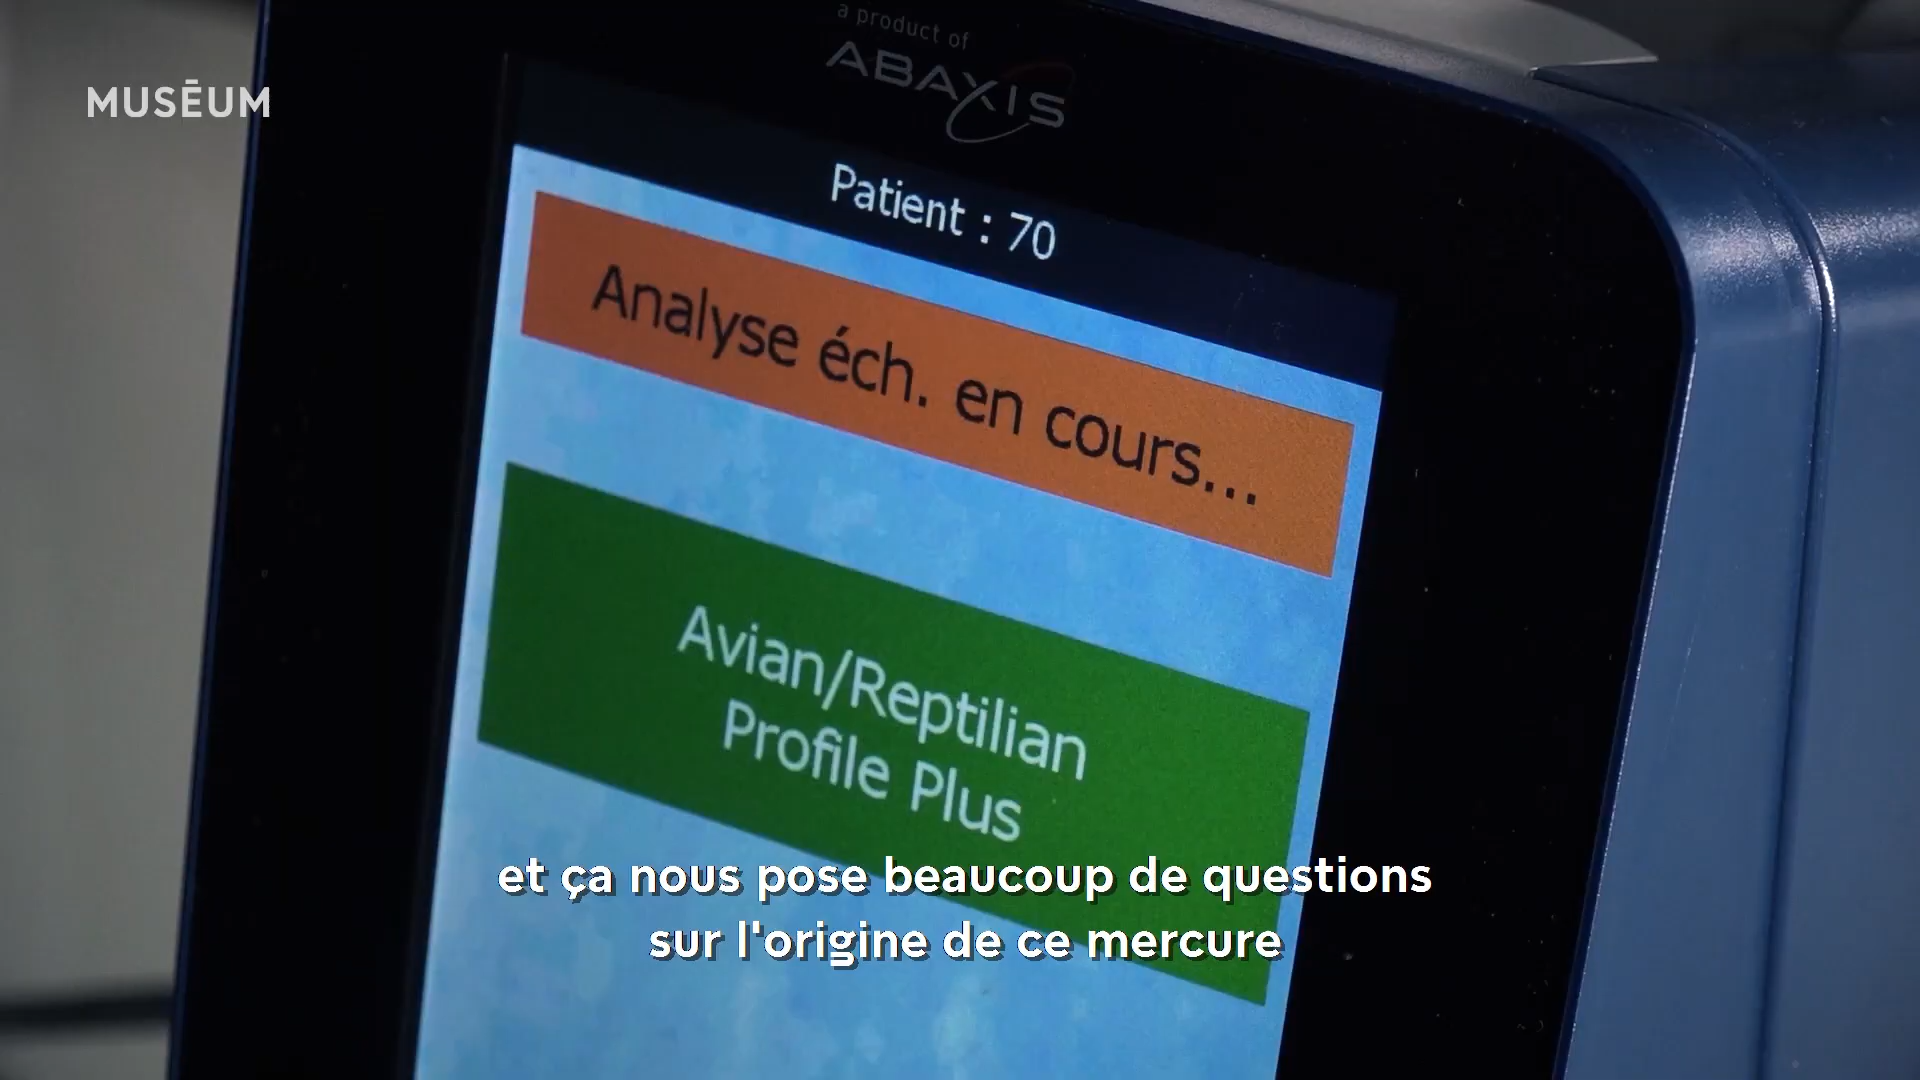 a product of
ABAXIS
MUSĒUM
Patient : 70
Analyse éch. en cours...
Avian/Reptilian
Profile Plus
et ça nous pose beaucoup de questions
sur l'origine de ce mercure